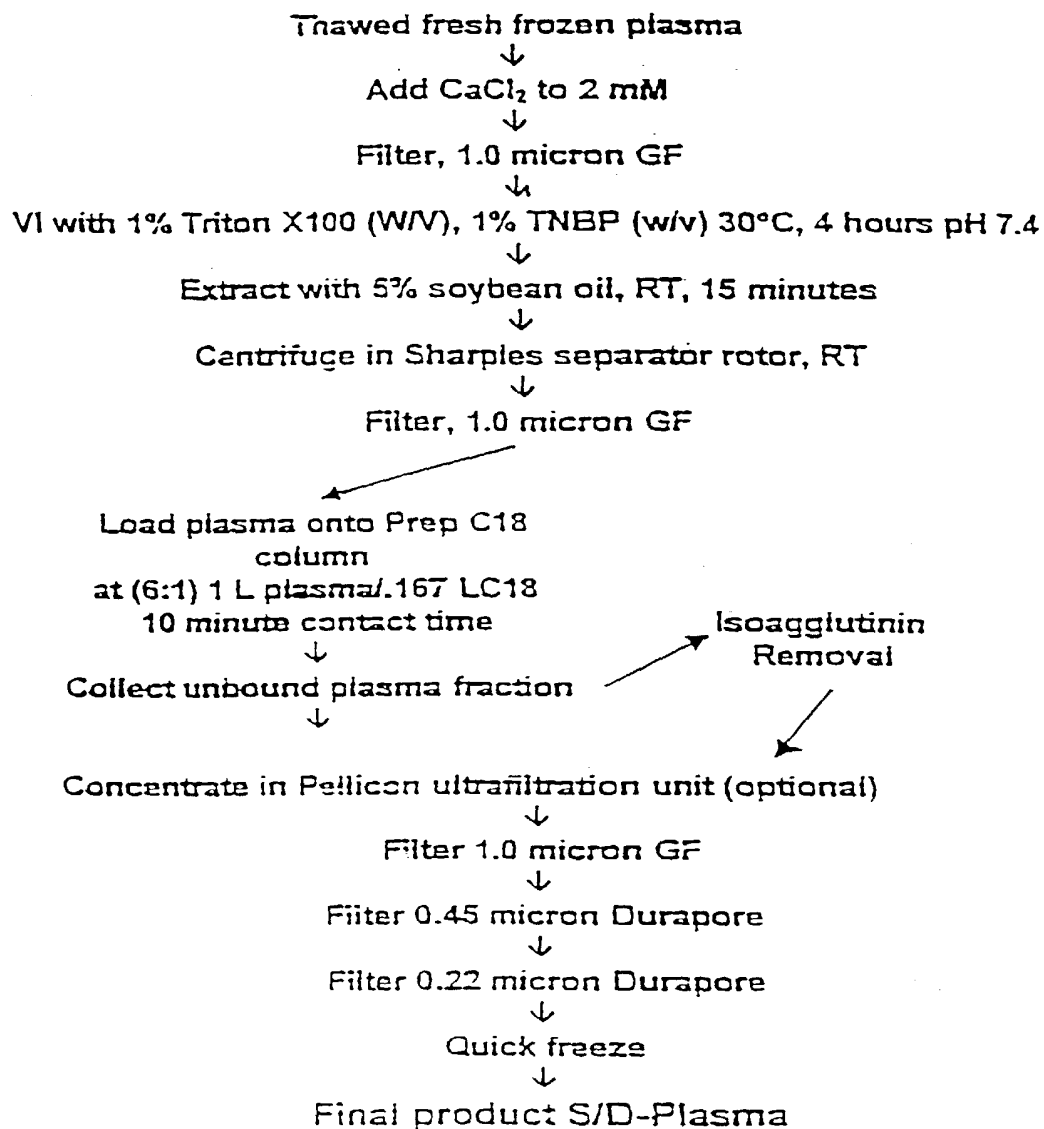 Thawed fresh frozen plasma
Add CaCl₂ to 2 mM
Filter, 1.0 micron GF
VI with 1% Triton X100 (W/V), 1% TNBP (w/v) 30°C, 4 hours pH 7.4
Extract with 5% soybean oil, RT, 15 minutes
Centrifuge in Sharples separator rotor, RT
Filter, 1.0 micron GF
Load plasma onto Prep C18
column
at (6:1) 1 L plasma/.167 LC18
10 minute contact time
Collect unbound plasma fraction
Isoagglutinin
Removal
Concentrate in Pellicon ultrafiltration unit (optional)
Filter 1.0 micron GF
Filter 0.45 micron Durapore
Filter 0.22 micron Durapore
Quick freeze
Final product S/D-Plasma